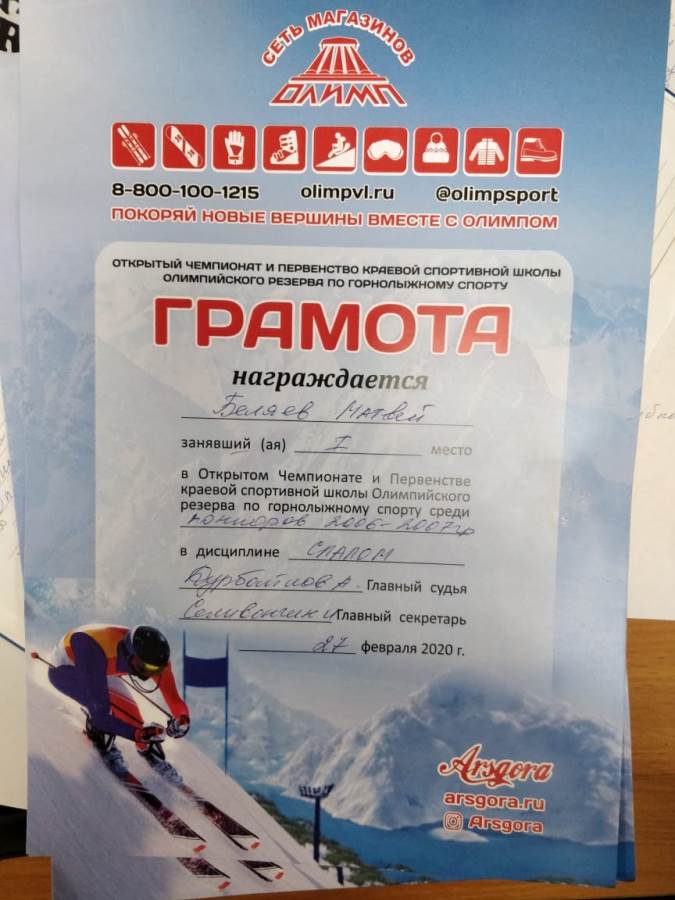 СЕТЬ МАГАЗИНОВ
ОЛИМП
8-800-100-1215 olimpvl.ru @olimpsport
ПОКОРЯЙ НОВЫЕ ВЕРШИНЫ ВМЕСТЕ С ОЛИМПОМ
ОТКРЫТЫЙ ЧЕМПИОНАТ И ПЕРВЕНСТВО КРАЕВОЙ СПОРТИВНОЙ ШКОЛЫ
ОЛИМПИЙСКОГО РЕЗЕРВА ПО ГОРНОЛЫЖНОМУ СПОРТУ
ГРАМОТА
награждается
Беляев Матвей
занявший (ая) I место
в Открытом Чемпионате и Первенстве
краевой спортивной школы Олимпийского
резерва по горнолыжному спорту среди
юниоров 2006-2007гр
в дисциплине слалом
Главный судья
Главный секретарь
27 февраля 2020 г.
Arsgora
arsgora.ru
Arsgora